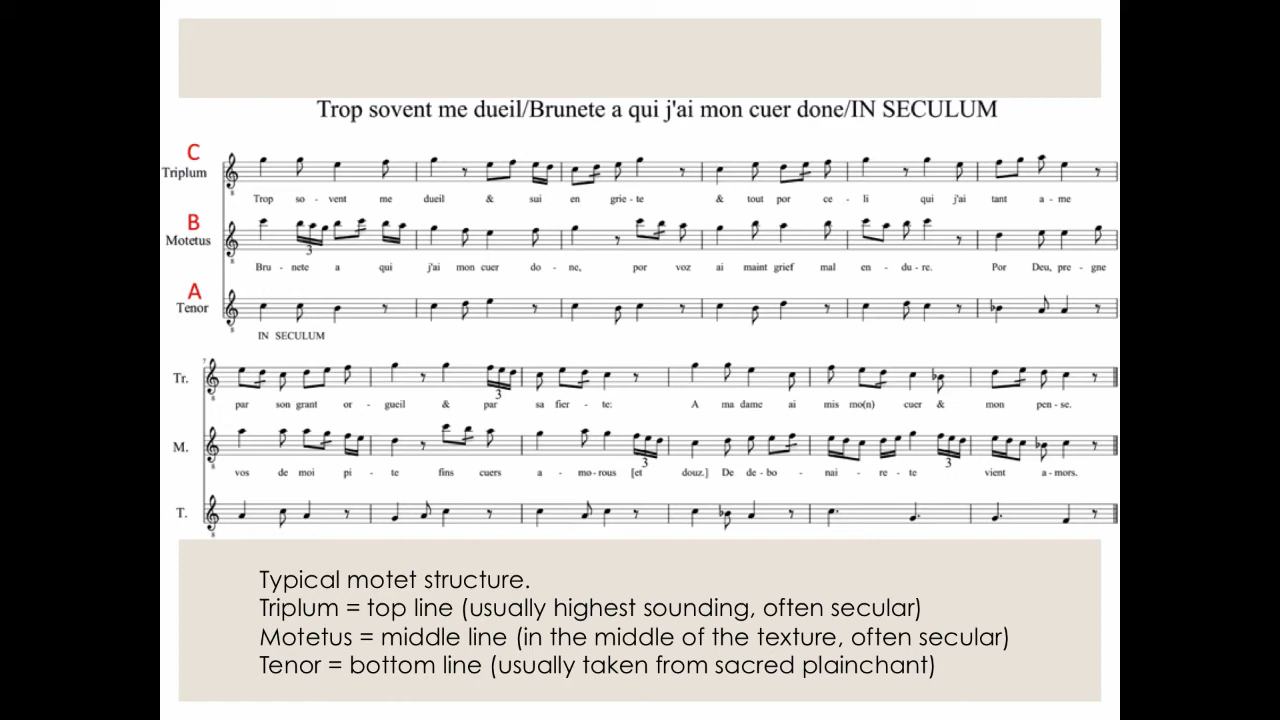 Trop sovent me dueil/Brunete a qui j'ai mon cuer done/IN SECULUM
C
Triplum
Trop so - vent me dueil & sui en grie - te & tout por ce - li qui j'ai tant a - me
B
Motetus
3
Bru - nete a qui j'ai mon cuer do - ne, por voz ai maint grief mal en - du - re. Por Deu, pre - gne
A
Tenor
IN SECULUM
7
Tr.
3
par son grant or - gueil & par sa fier - te: A ma dame ai mis mo(n) cuer & mon pen - se.
M.
3 3
vos de moi pi - te fins cuers a - mo - rous [et douz.] De de - bo - nai - re - te vient a - mors.
T.
Typical motet structure.
Triplum = top line (usually highest sounding, often secular)
Motetus = middle line (in the middle of the texture, often secular)
Tenor = bottom line (usually taken from sacred plainchant)